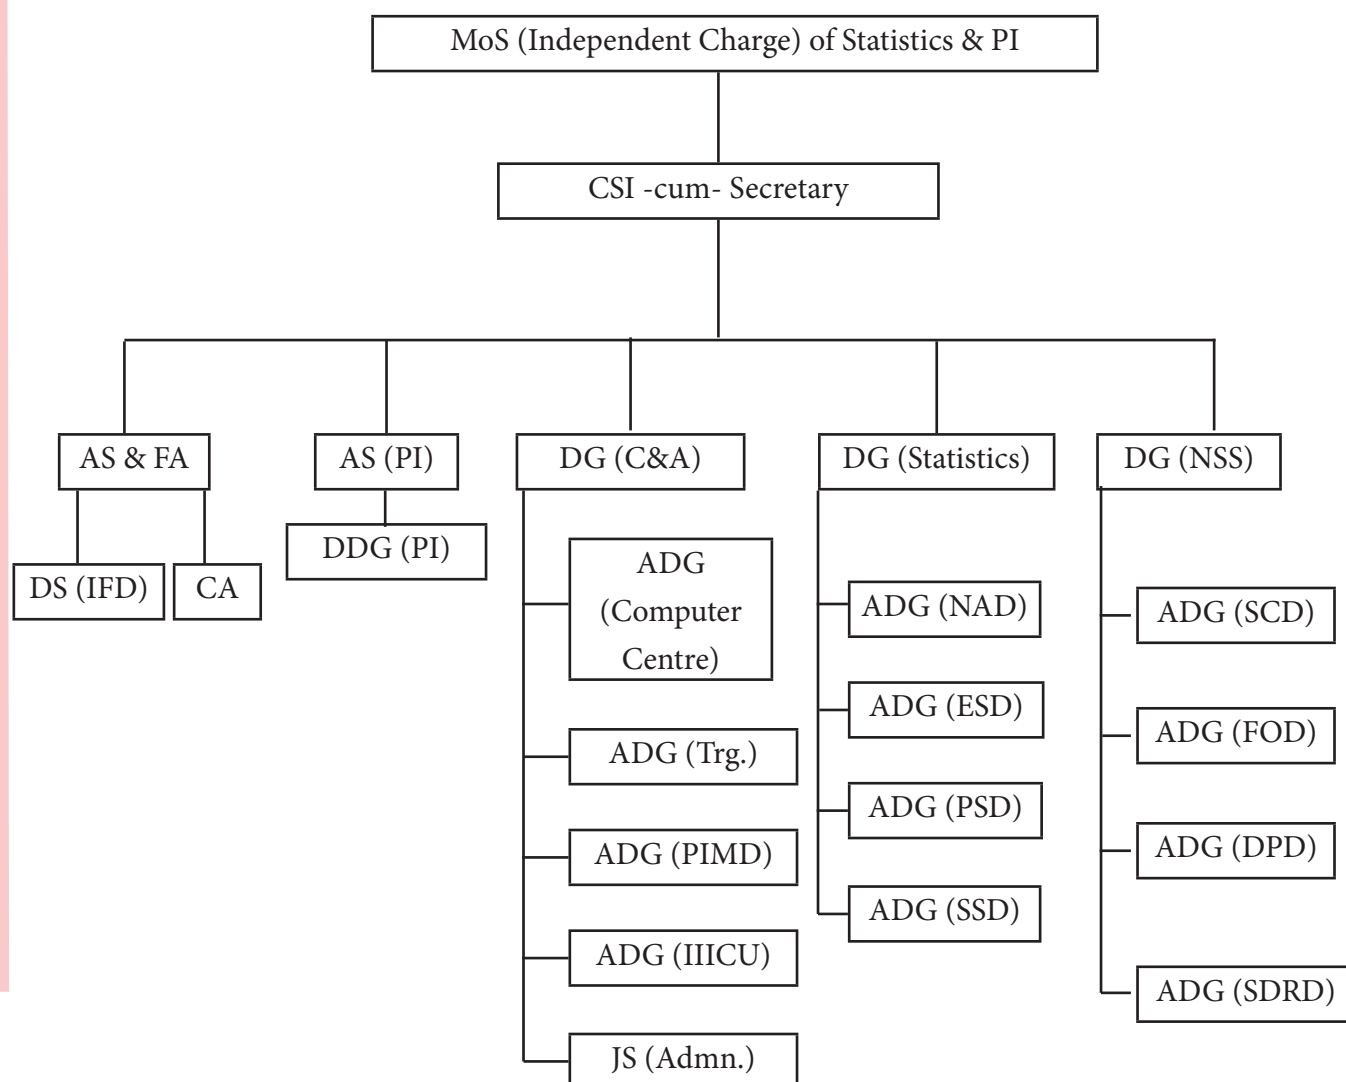 MoS (Independent Charge) of Statistics & PI
CSI -cum- Secretary
AS & FA
AS (PI)
DG (C&A)
DG (Statistics)
DG (NSS)
DS (IFD)
CA
DDG (PI)
ADG
(Computer
Centre)
ADG (Trg.)
ADG (PIMD)
ADG (IIICU)
JS (Admn.)
ADG (NAD)
ADG (ESD)
ADG (PSD)
ADG (SSD)
ADG (SCD)
ADG (FOD)
ADG (DPD)
ADG (SDRD)